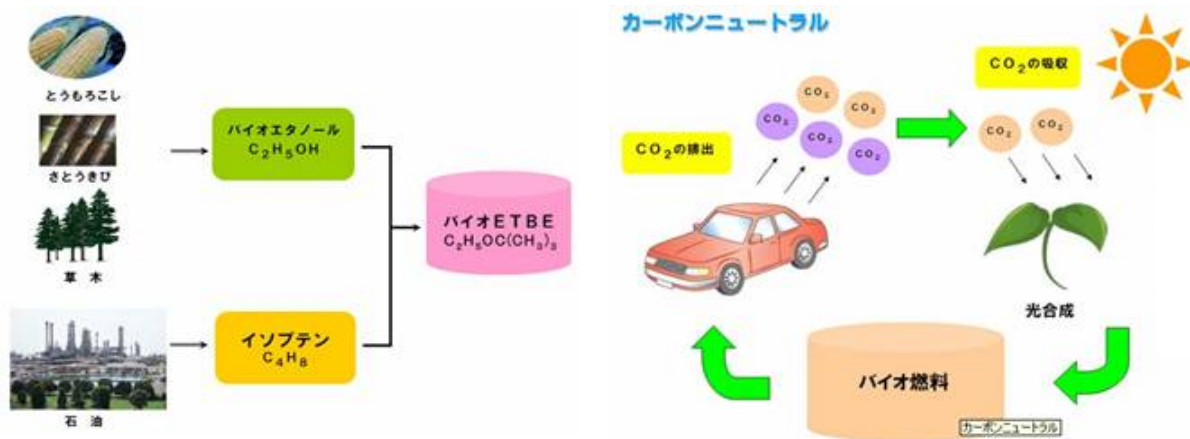 とうもろこし
さとうきび
草 木
石 油
バイオエタノール
C₂H₅OH
イソブテン
C₄H₈
バイオETBE
C₂H₅OC(CH₃)₃
カーボンニュートラル
CO₂の排出
CO₂
CO₂
CO₂
CO₂
CO₂
CO₂の吸収
CO₂
CO₂
光合成
バイオ燃料
カーボンニュートラル